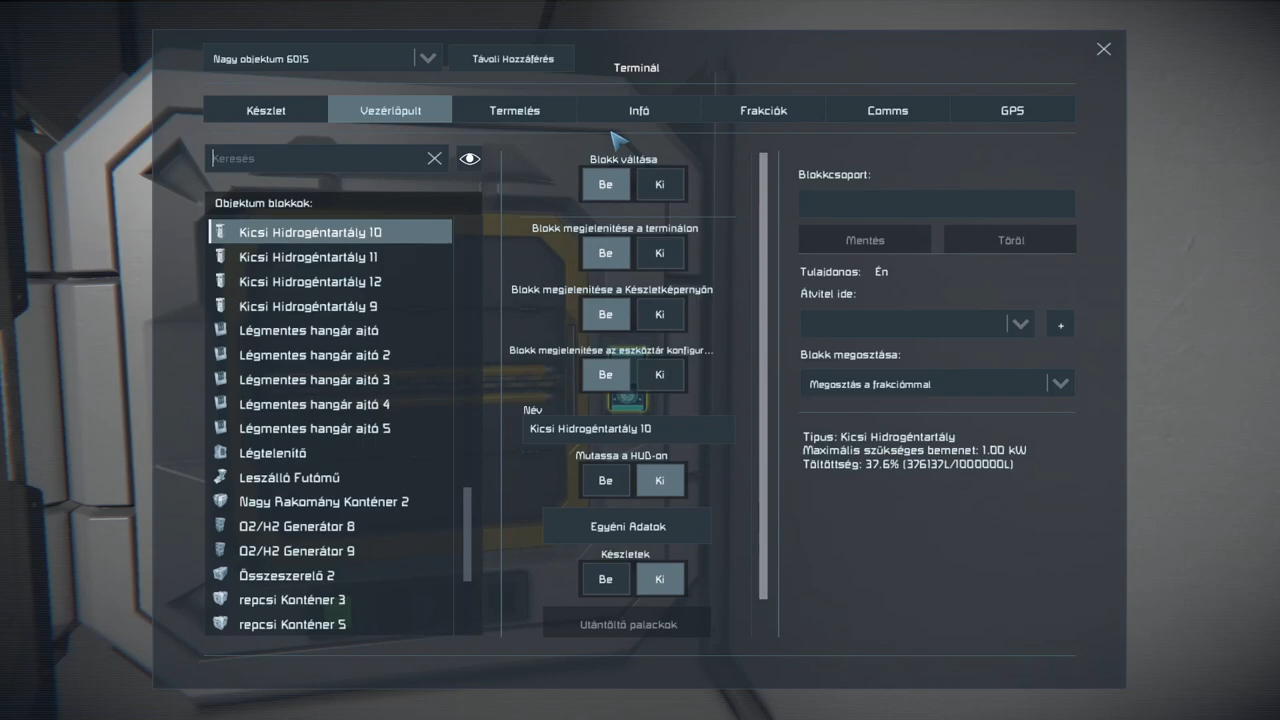 Nagy objektum 6015
Távoli Hozzáférés
Terminál
Készlet
Vezérlőpult
Termelés
Infó
Frakciók
Comms
GPS
Keresés
Objektum blokkok:
Kicsi Hidrogéntartály 10
Kicsi Hidrogéntartály 11
Kicsi Hidrogéntartály 12
Kicsi Hidrogéntartály 9
Légmentes hangár ajtó
Légmentes hangár ajtó 2
Légmentes hangár ajtó 3
Légmentes hangár ajtó 4
Légmentes hangár ajtó 5
Légtelenítő
Leszálló Futómű
Nagy Rakomány Konténer 2
O2/H2 Generátor 8
O2/H2 Generátor 9
Összeszerelő 2
repcsi Konténer 3
repcsi Konténer 5
Blokk váltása
Be Ki
Blokk megjelenítése a terminálon
Be Ki
Blokk megjelenítése a Készletképernyőn
Be Ki
Blokk megjelenítése az eszköztár konfigur...
Be Ki
Név
Kicsi Hidrogéntartály 10
Mutassa a HUD-on
Be Ki
Egyéni Adatok
Készletek
Be Ki
Utántöltő palackok
Blokkcsoport:
Mentés
Töröl
Tulajdonos: Én
Átvitel ide:
+
Blokk megosztása:
Megosztás a frakciómmal
Típus: Kicsi Hidrogéntartály
Maximális szükséges bemenet: 1.00 kW
Töltöttség: 37.6% (376137L/1000000L)